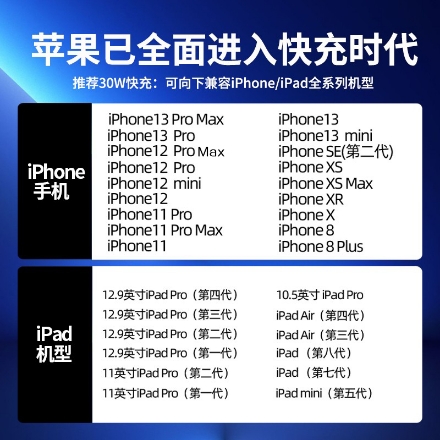 苹果已全面进入快充时代
推荐30W快充：可向下兼容iPhone/iPad全系列机型
iPhone
手机
iPhone13 Pro Max
iPhone13 Pro
iPhone12 Pro Max
iPhone12 Pro
iPhone12 mini
iPhone12
iPhone11 Pro
iPhone11 Pro Max
iPhone11
iPhone13
iPhone13 mini
iPhone SE(第二代)
iPhone XS
iPhone XS Max
iPhone XR
iPhone X
iPhone 8
iPhone 8 Plus
iPad
机型
12.9英寸iPad Pro（第四代）
12.9英寸iPad Pro（第三代）
12.9英寸iPad Pro（第二代）
12.9英寸iPad Pro（第一代）
11英寸iPad Pro（第二代）
11英寸iPad Pro（第一代）
10.5英寸 iPad Pro
iPad Air（第四代）
iPad Air（第三代）
iPad （第八代）
iPad （第七代）
iPad mini（第五代）